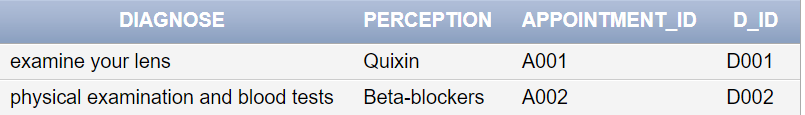 DIAGNOSE PERCEPTION APPOINTMENT_ID D_ID
examine your lens Quixin A001 D001
physical examination and blood tests Beta-blockers A002 D002